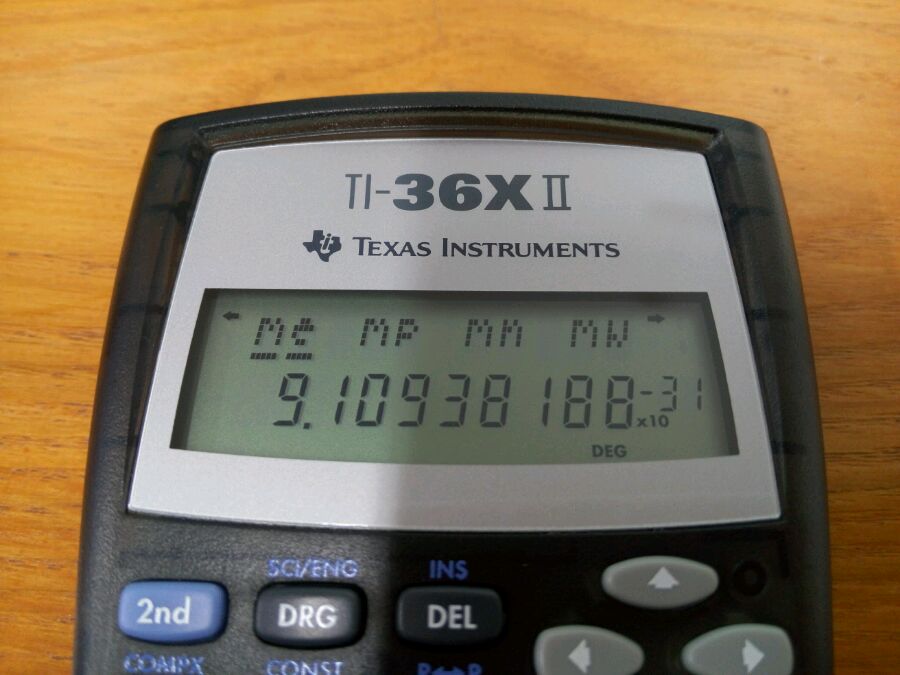 TI-36X II
TEXAS INSTRUMENTS
me mp mn mW
9.10938188x10-31
DEG
SCI/ENG INS
2nd DRG DEL
COMPX CONST R↔P